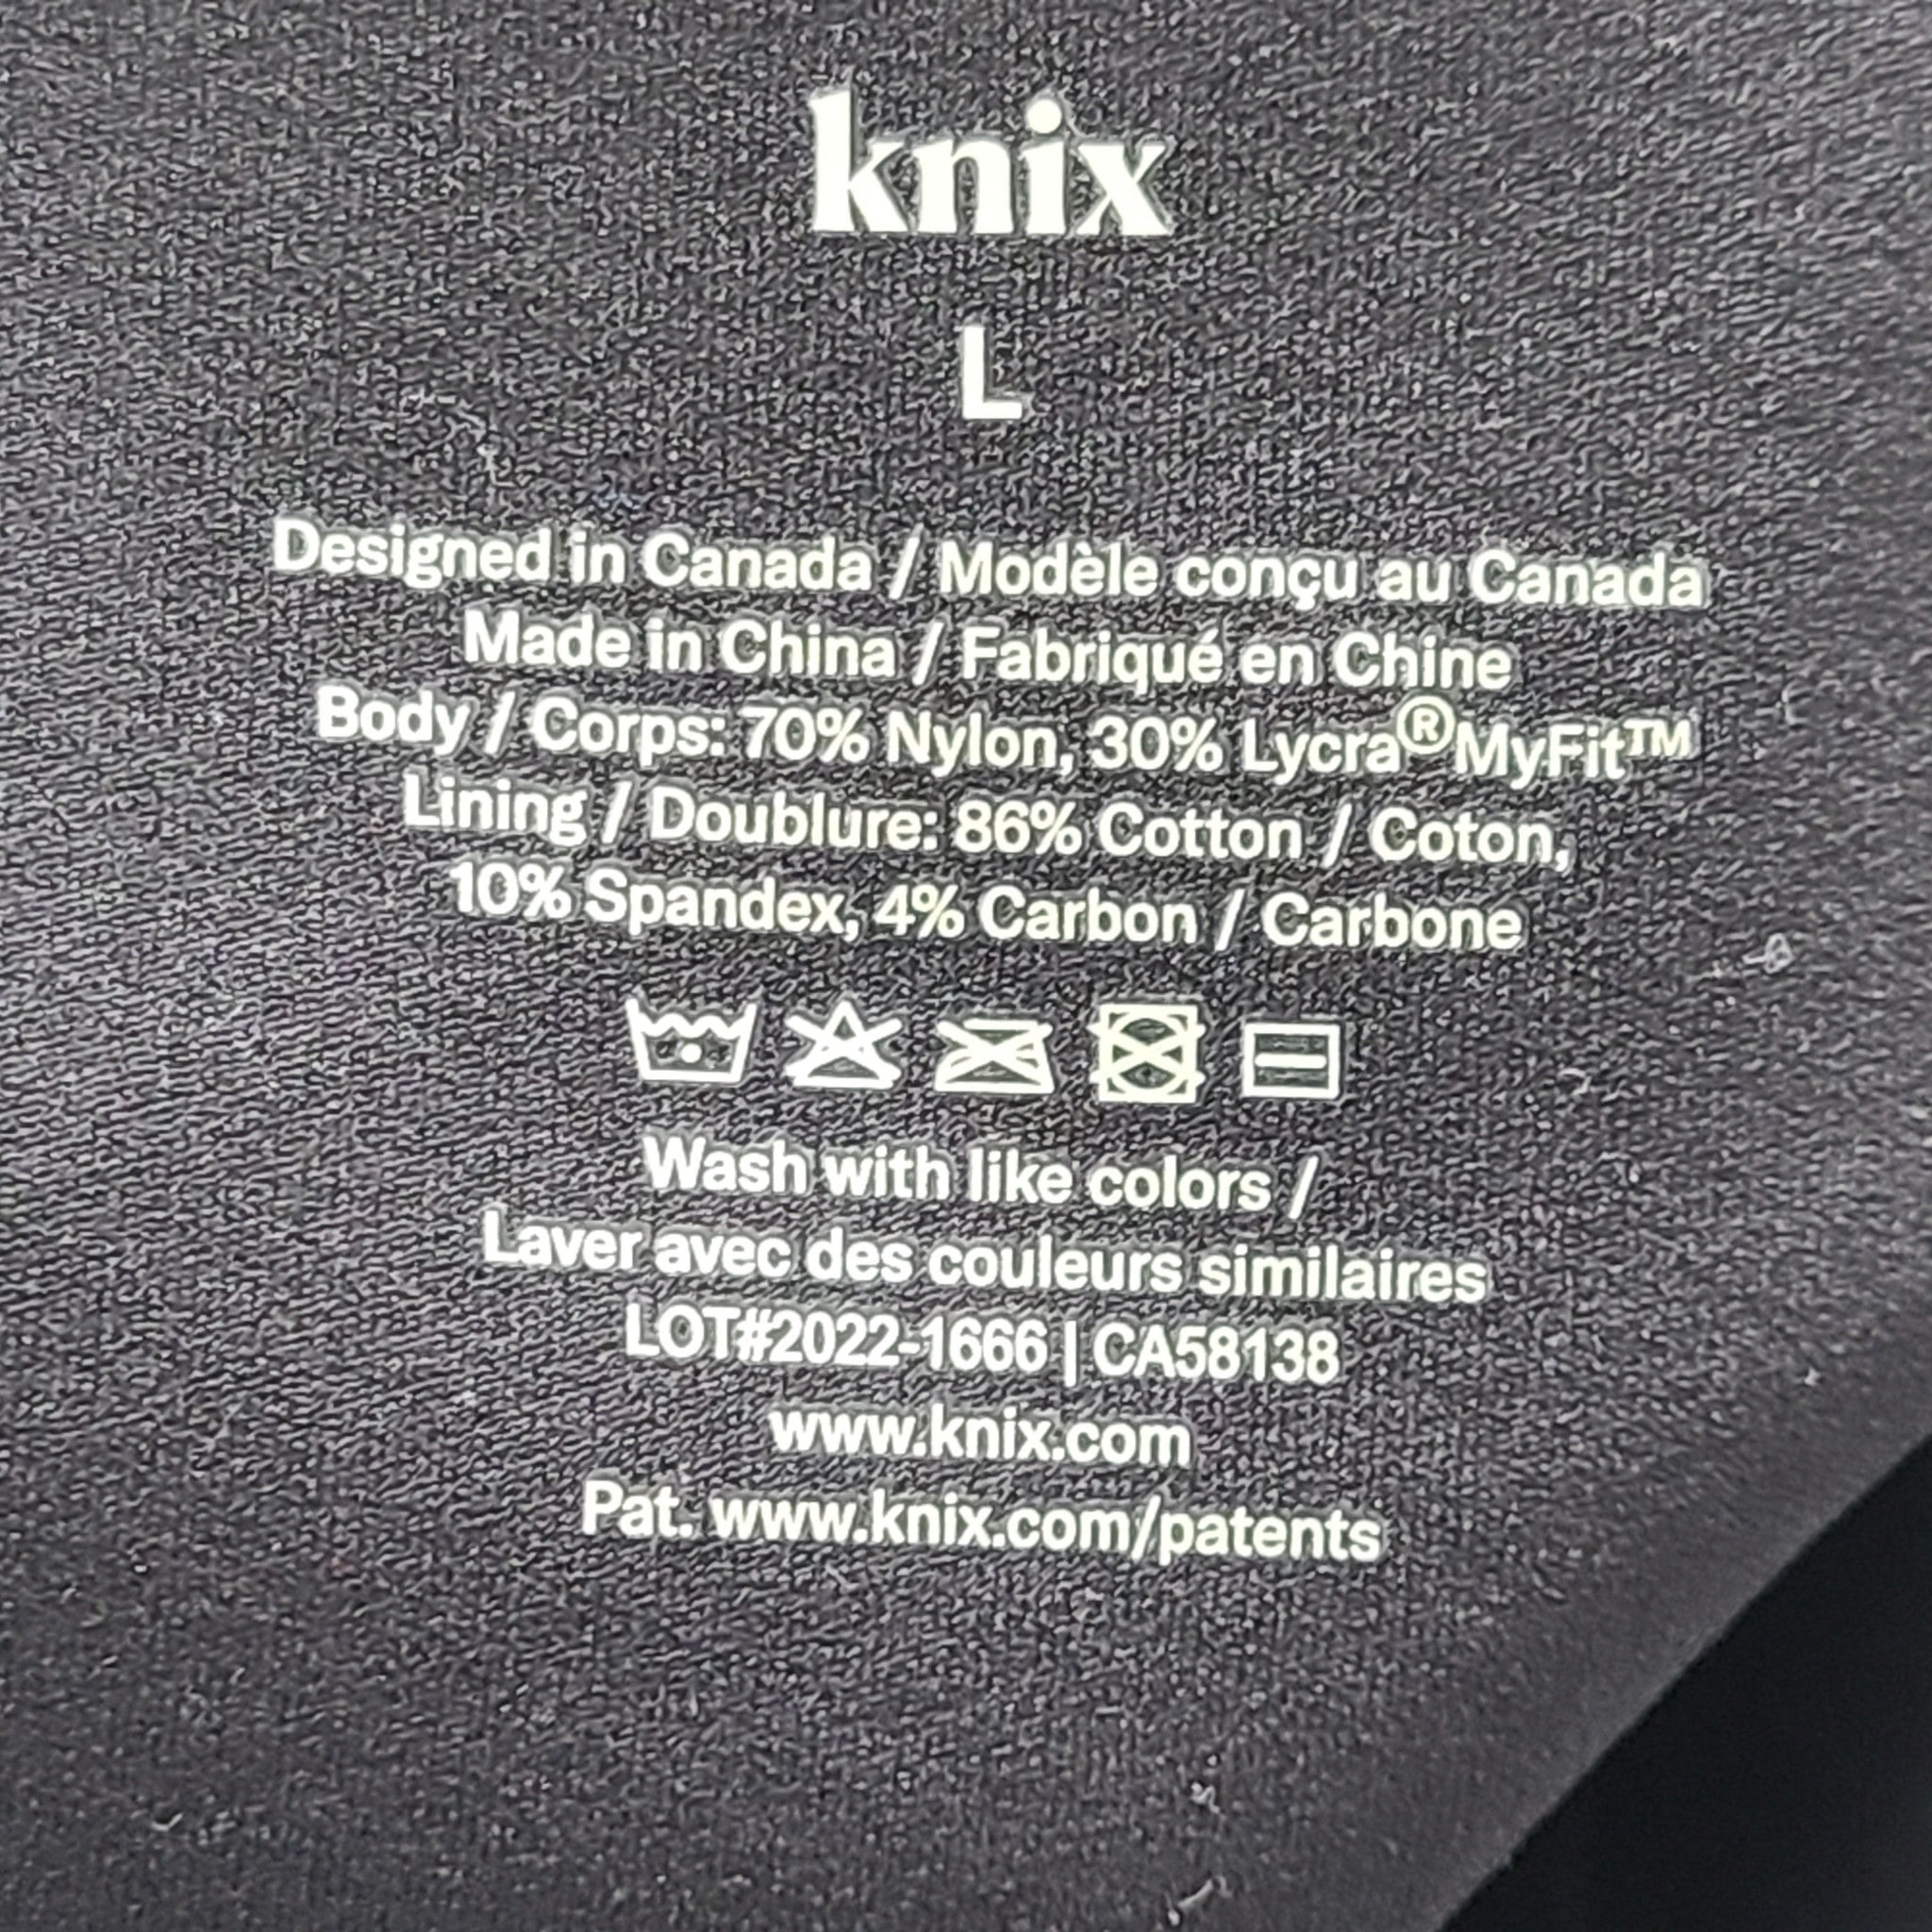 knix
L
Designed in Canada / Modèle conçu au Canada
Made in China / Fabriqué en Chine
Body / Corps: 70% Nylon, 30% Lycra®MyFit™
Lining / Doublure: 86% Cotton / Coton,
10% Spandex, 4% Carbon / Carbone
Wash with like colors /
Laver avec des couleurs similaires
LOT#2022-1666 | CA58138
www.knix.com
Pat. www.knix.com/patents